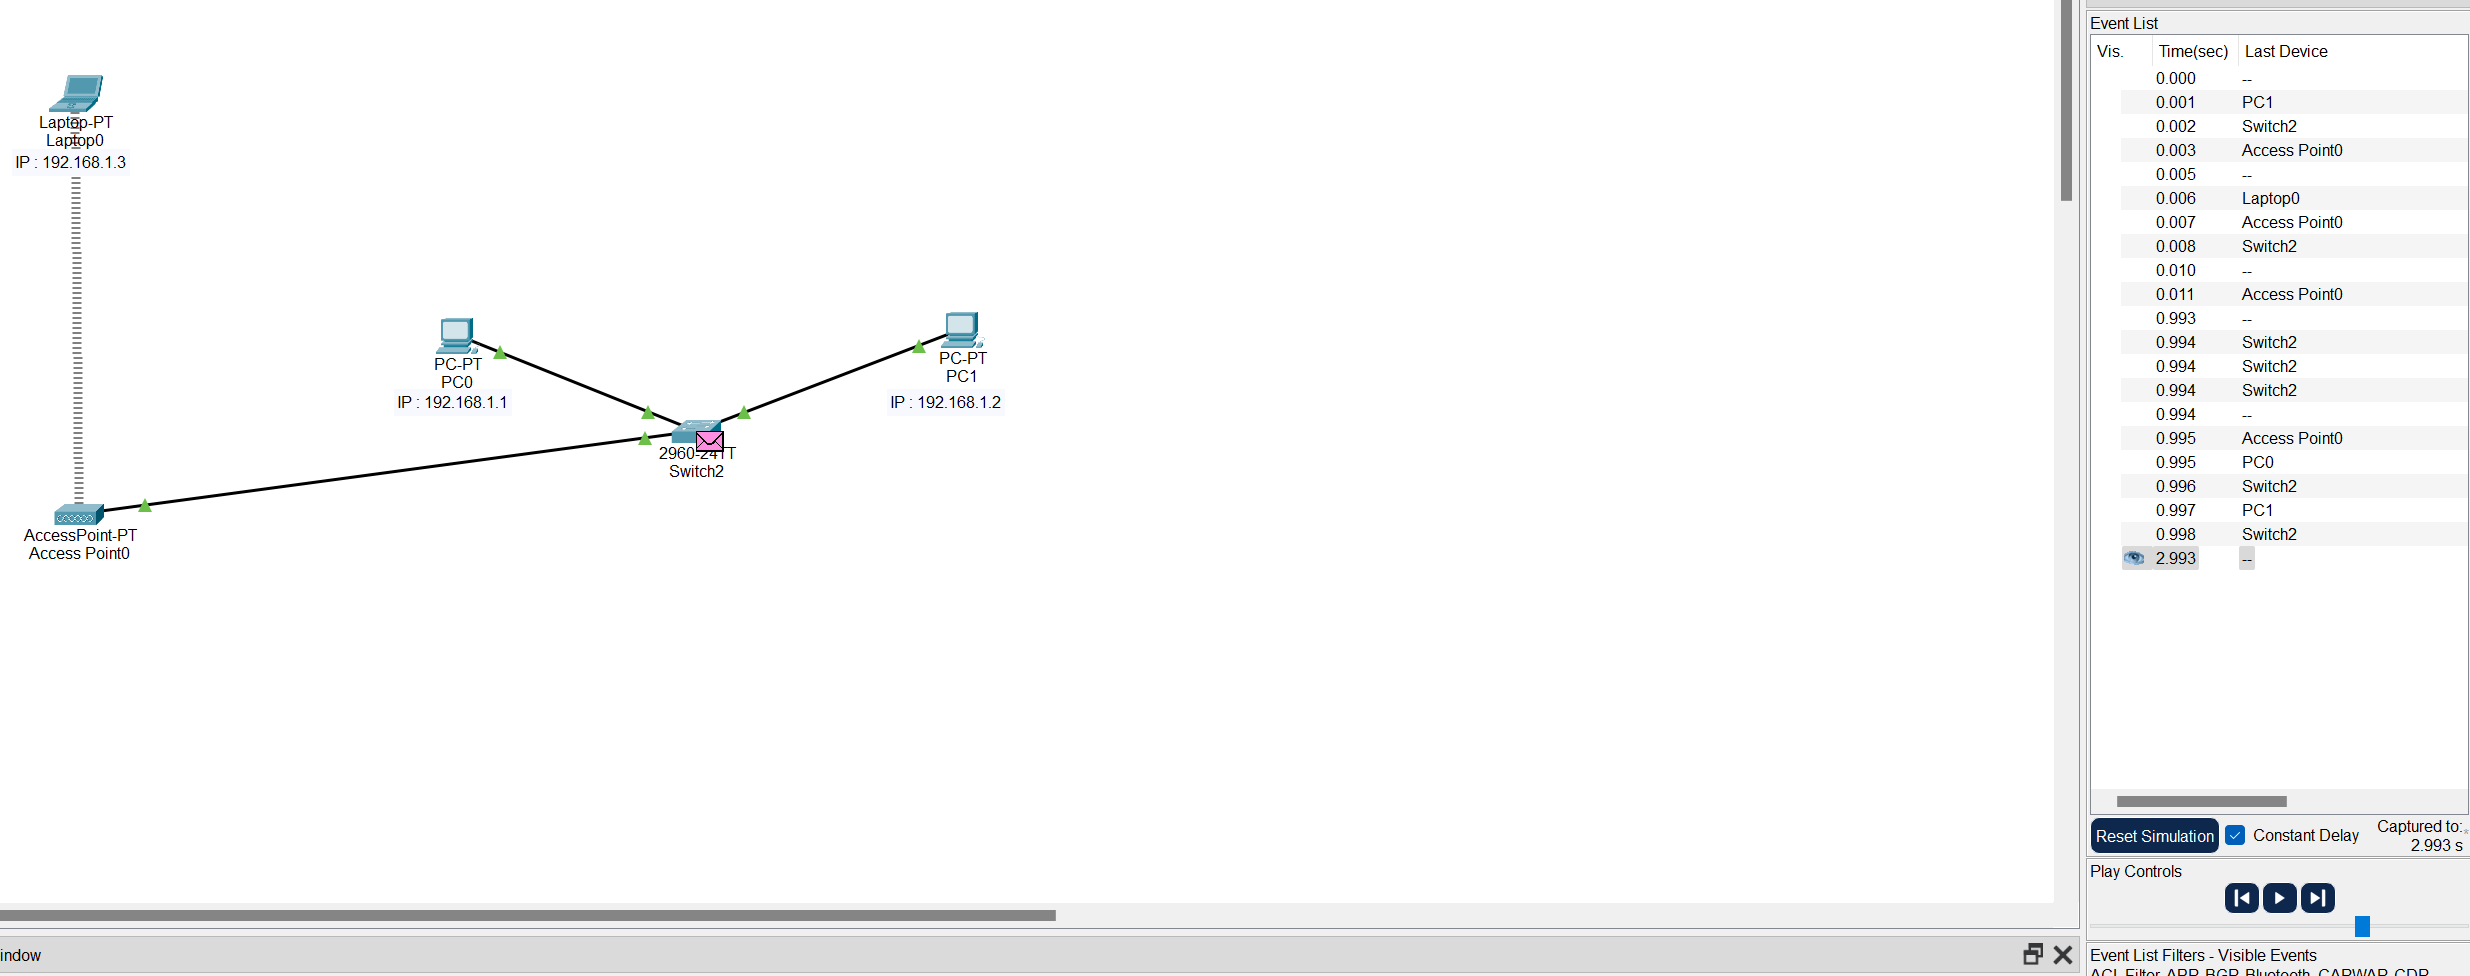 Laptop-PT
Laptop0
IP : 192.168.1.3
PC-PT
PC0
IP : 192.168.1.1
PC-PT
PC1
IP : 192.168.1.2
2960-24TT
Switch2
AccessPoint-PT
Access Point0
indow
Event List
Vis. Time(sec) Last Device
0.000 --
0.001 PC1
0.002 Switch2
0.003 Access Point0
0.005 --
0.006 Laptop0
0.007 Access Point0
0.008 Switch2
0.010 --
0.011 Access Point0
0.993 --
0.994 Switch2
0.994 Switch2
0.994 Switch2
0.994 --
0.995 Access Point0
0.995 PC0
0.996 Switch2
0.997 PC1
0.998 Switch2
2.993 --
Reset Simulation Constant Delay Captured to:
2.993 s
Play Controls
Event List Filters - Visible Events
ACL Filter, ARP, BGP, Bluetooth, CAPWAP, CDP,